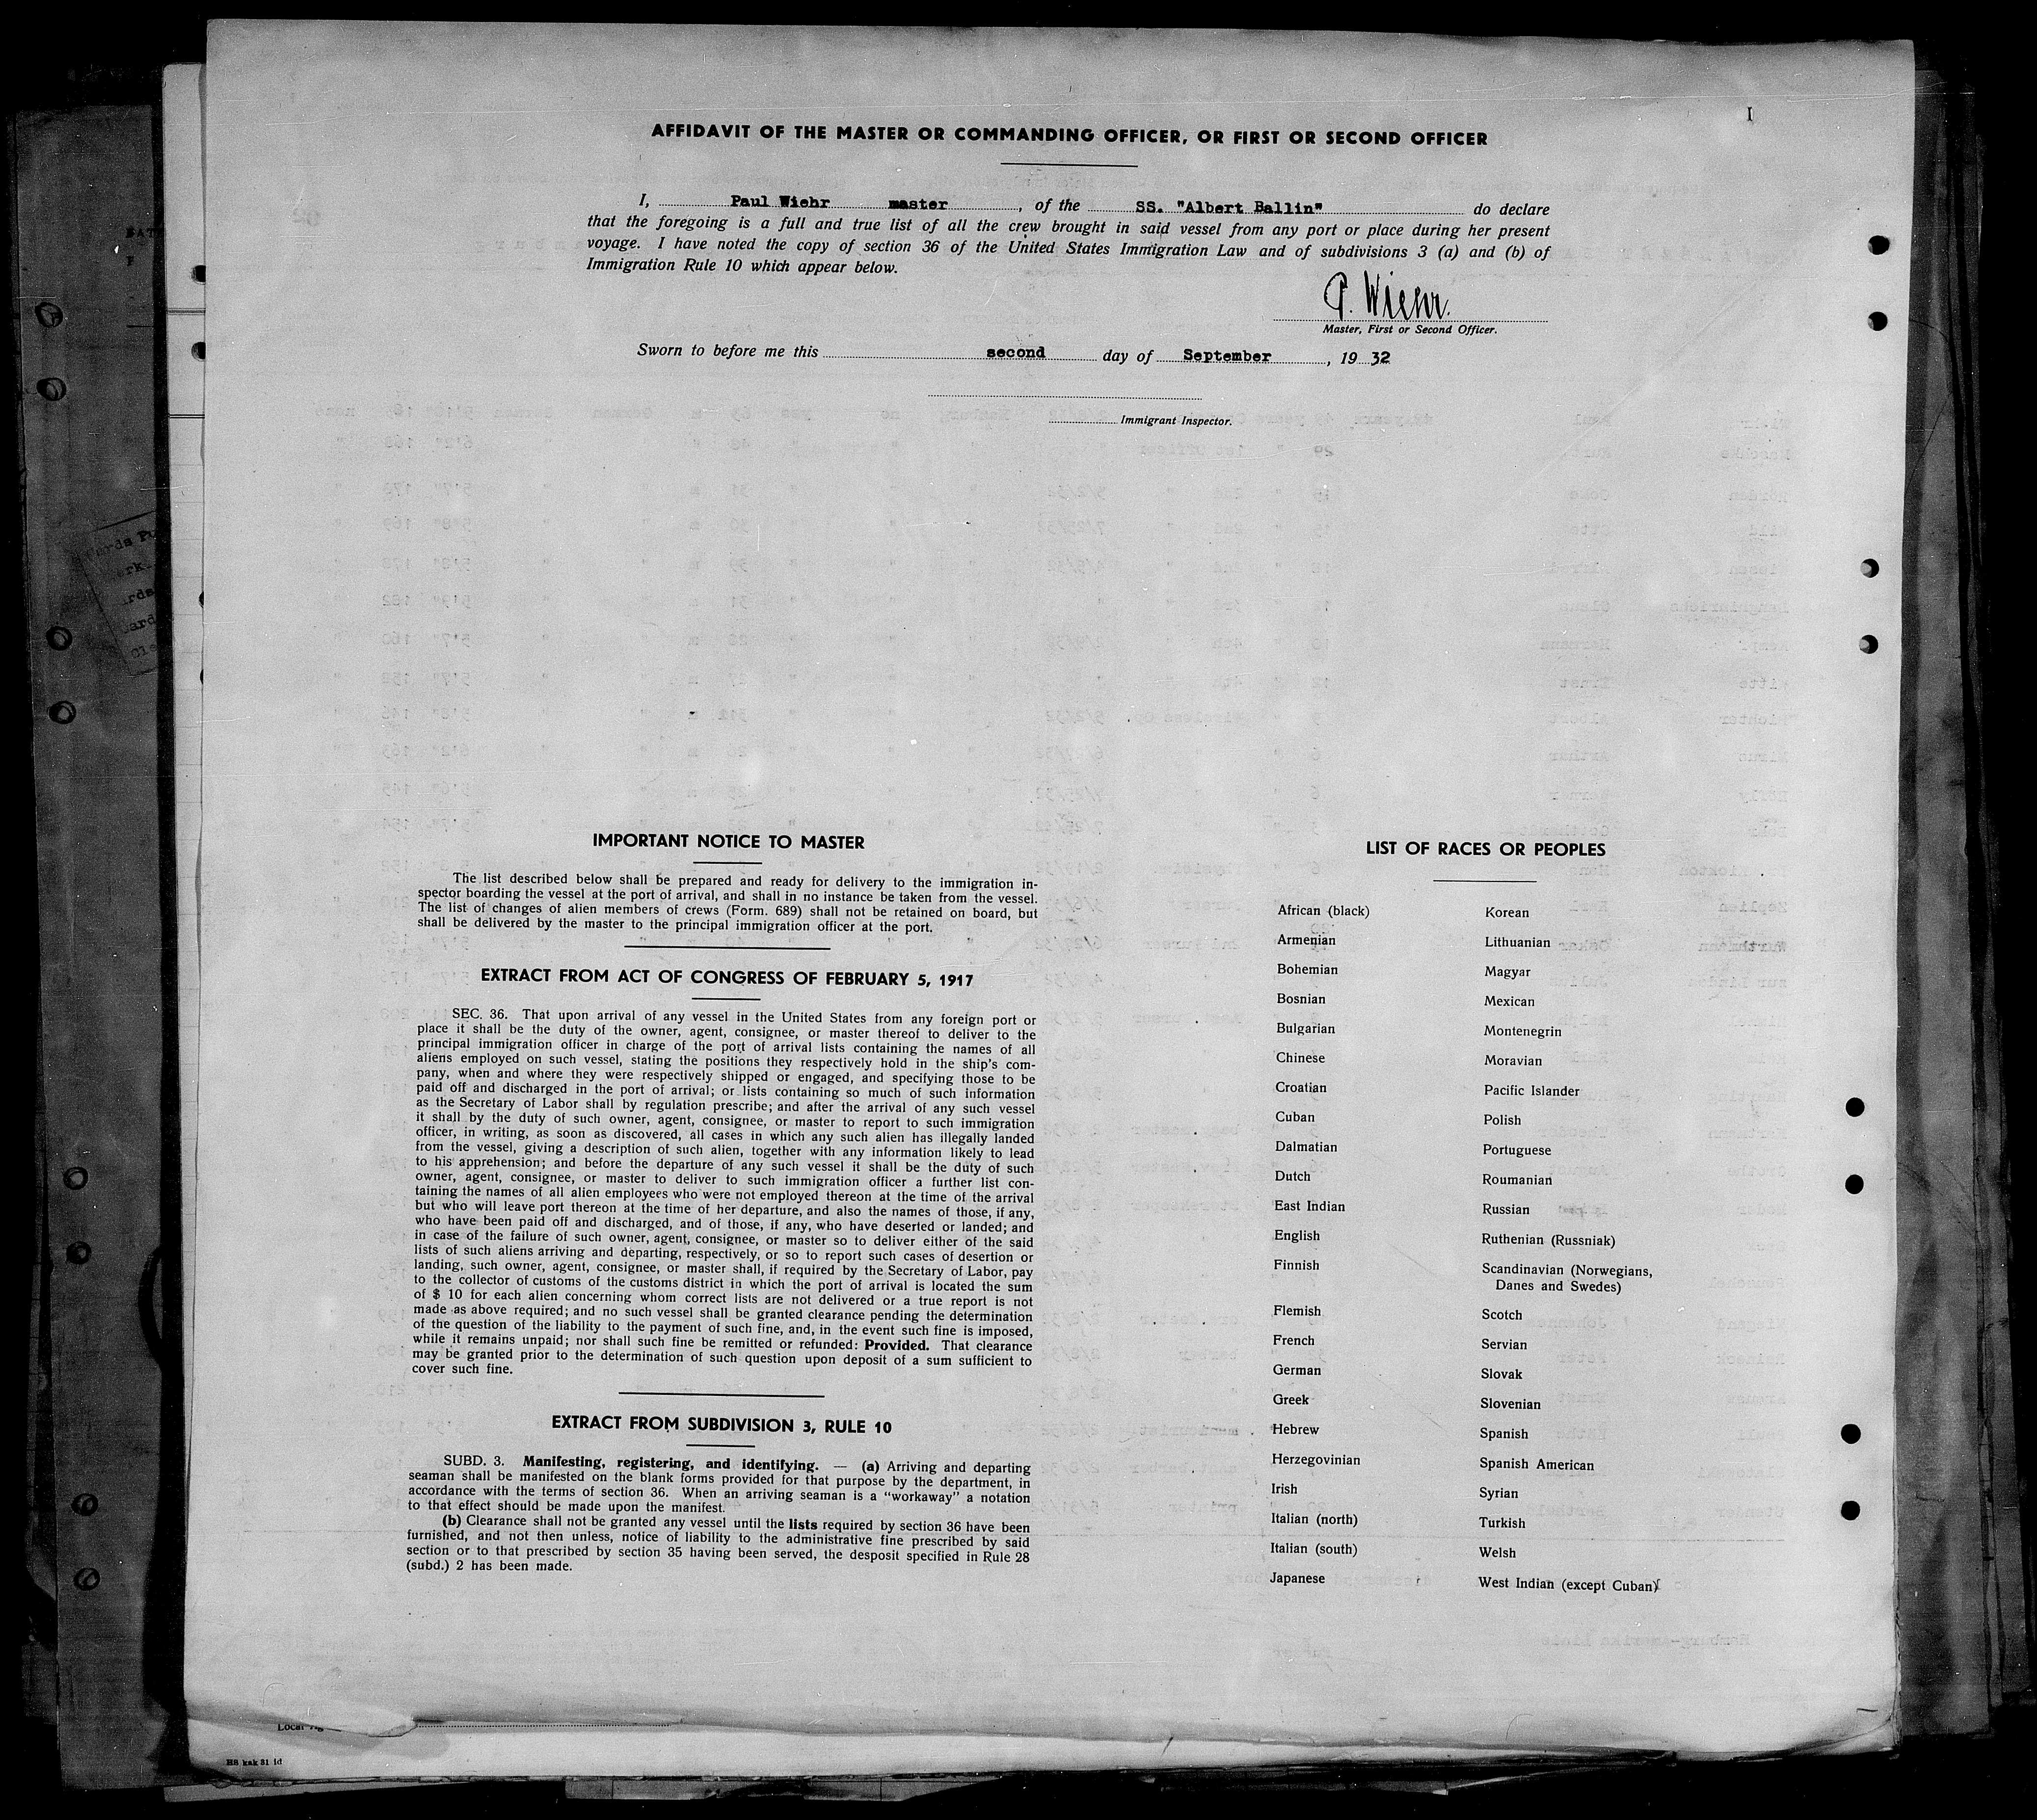 I
AFFIDAVIT OF THE MASTER OR COMMANDING OFFICER, OR FIRST OR SECOND OFFICER
I, Paul Wiehr master, of the SS. "Albert Ballin" do declare
that the foregoing is a full and true list of all the crew brought in said vessel from any port or place during her present
voyage. I have noted the copy of section 36 of the United States Immigration Law and of subdivisions 3 (a) and (b) of
Immigration Rule 10 which appear below.
P. Wiehr.
Master, First or Second Officer.
Sworn to before me this second day of September, 19 32
Immigrant Inspector.
IMPORTANT NOTICE TO MASTER
The list described below shall be prepared and ready for delivery to the immigration in-
spector boarding the vessel at the port of arrival, and shall in no instance be taken from the vessel.
The list of changes of alien members of crews (Form. 689) shall not be retained on board, but
shall be delivered by the master to the principal immigration officer at the port.
EXTRACT FROM ACT OF CONGRESS OF FEBRUARY 5, 1917
SEC. 36. That upon arrival of any vessel in the United States from any foreign port or
place it shall be the duty of the owner, agent, consignee, or master thereof to deliver to the
principal immigration officer in charge of the port of arrival lists containing the names of all
aliens employed on such vessel, stating the positions they respectively hold in the ship's com-
pany, when and where they were respectively shipped or engaged, and specifying those to be
paid off and discharged in the port of arrival; or lists containing so much of such information
as the Secretary of Labor shall by regulation prescribe; and after the arrival of any such vessel
it shall by the duty of such owner, agent, consignee, or master to report to such immigration
officer, in writing, as soon as discovered, all cases in which any such alien has illegally landed
from the vessel, giving a description of such alien, together with any information likely to lead
to his apprehension; and before the departure of any such vessel it shall be the duty of such
owner, agent, consignee, or master to deliver to such immigration officer a further list con-
taining the names of all alien employees who were not employed thereon at the time of the arrival
but who will leave port thereon at the time of her departure, and also the names of those, if any,
who have been paid off and discharged, and of those, if any, who have deserted or landed; and
in case of the failure of such owner, agent, consignee, or master so to deliver either of the said
lists of such aliens arriving and departing, respectively, or so to report such cases of desertion or
landing, such owner, agent, consignee, or master shall, if required by the Secretary of Labor, pay
to the collector of customs of the customs district in which the port of arrival is located the sum
of $ 10 for each alien concerning whom correct lists are not delivered or a true report is not
made as above required; and no such vessel shall be granted clearance pending the determination
of the question of the liability to the payment of such fine, and, in the event such fine is imposed,
while it remains unpaid; nor shall such fine be remitted or refunded: Provided. That clearance
may be granted prior to the determination of such question upon deposit of a sum sufficient to
cover such fine.
EXTRACT FROM SUBDIVISION 3, RULE 10
SUBD. 3. Manifesting, registering, and identifying. — (a) Arriving and departing
seaman shall be manifested on the blank forms provided for that purpose by the department, in
accordance with the terms of section 36. When an arriving seaman is a “workaway” a notation
to that effect should be made upon the manifest.
(b) Clearance shall not be granted any vessel until the lists required by section 36 have been
furnished, and not then unless, notice of liability to the administrative fine prescribed by said
section or to that prescribed by section 35 having been served, the desposit specified in Rule 28
(subd.) 2 has been made.
LIST OF RACES OR PEOPLES
African (black)
Armenian
Bohemian
Bosnian
Bulgarian
Chinese
Croatian
Cuban
Dalmatian
Dutch
East Indian
English
Finnish
Flemish
French
German
Greek
Hebrew
Herzegovinian
Irish
Italian (north)
Italian (south)
Japanese
Korean
Lithuanian
Magyar
Mexican
Montenegrin
Moravian
Pacific Islander
Polish
Portuguese
Roumanian
Russian
Ruthenian (Russniak)
Scandinavian (Norwegians,
Danes and Swedes)
Scotch
Servian
Slovak
Slovenian
Spanish
Spanish American
Syrian
Turkish
Welsh
West Indian (except Cuban)
Local
HB kak 31 1d